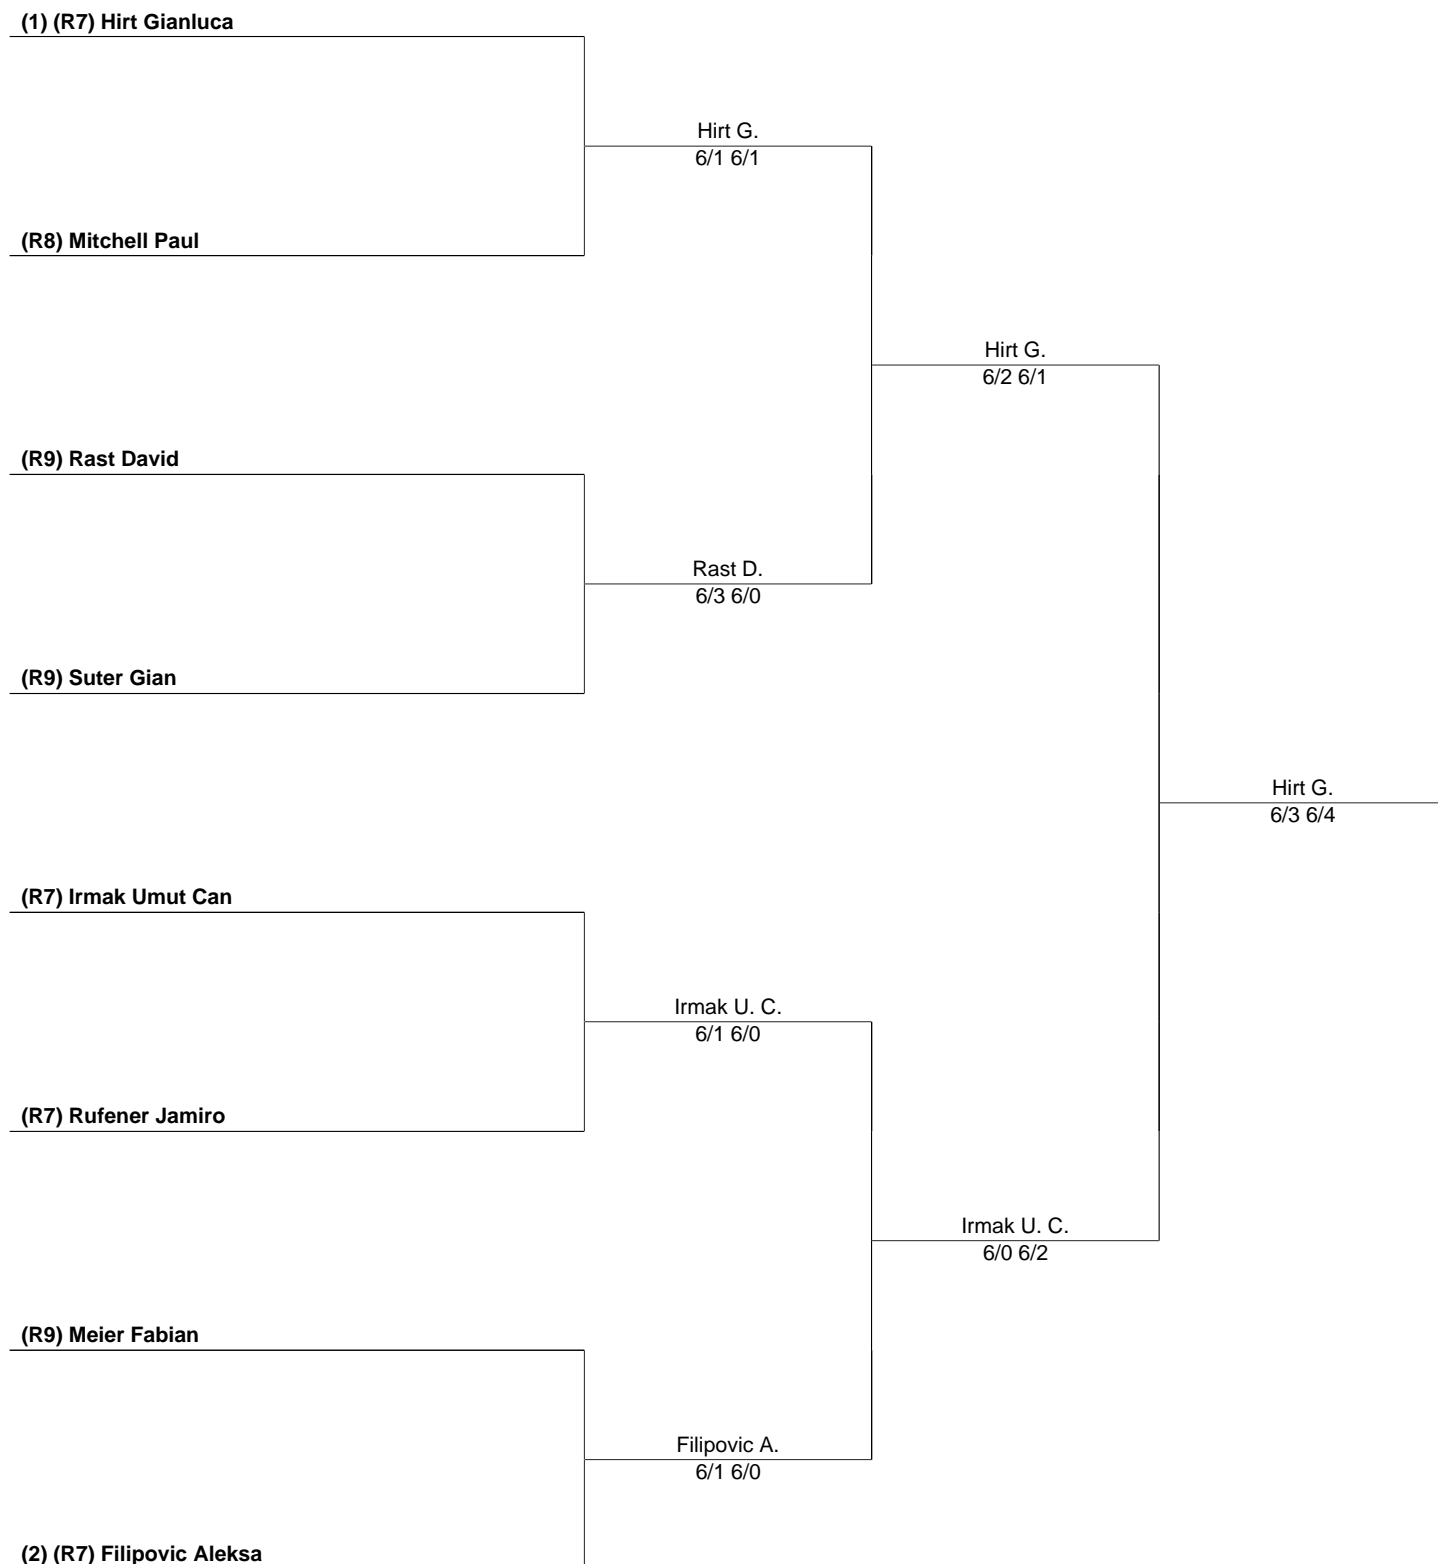 (1) (R7) Hirt Gianluca
Hirt G.
6/1 6/1
(R8) Mitchell Paul
Hirt G.
6/2 6/1
(R9) Rast David
Rast D.
6/3 6/0
(R9) Suter Gian
Hirt G.
6/3 6/4
(R7) Irmak Umut Can
Irmak U. C.
6/1 6/0
(R7) Rufener Jamiro
Irmak U. C.
6/0 6/2
(R9) Meier Fabian
Filipovic A.
6/1 6/0
(2) (R7) Filipovic Aleksa